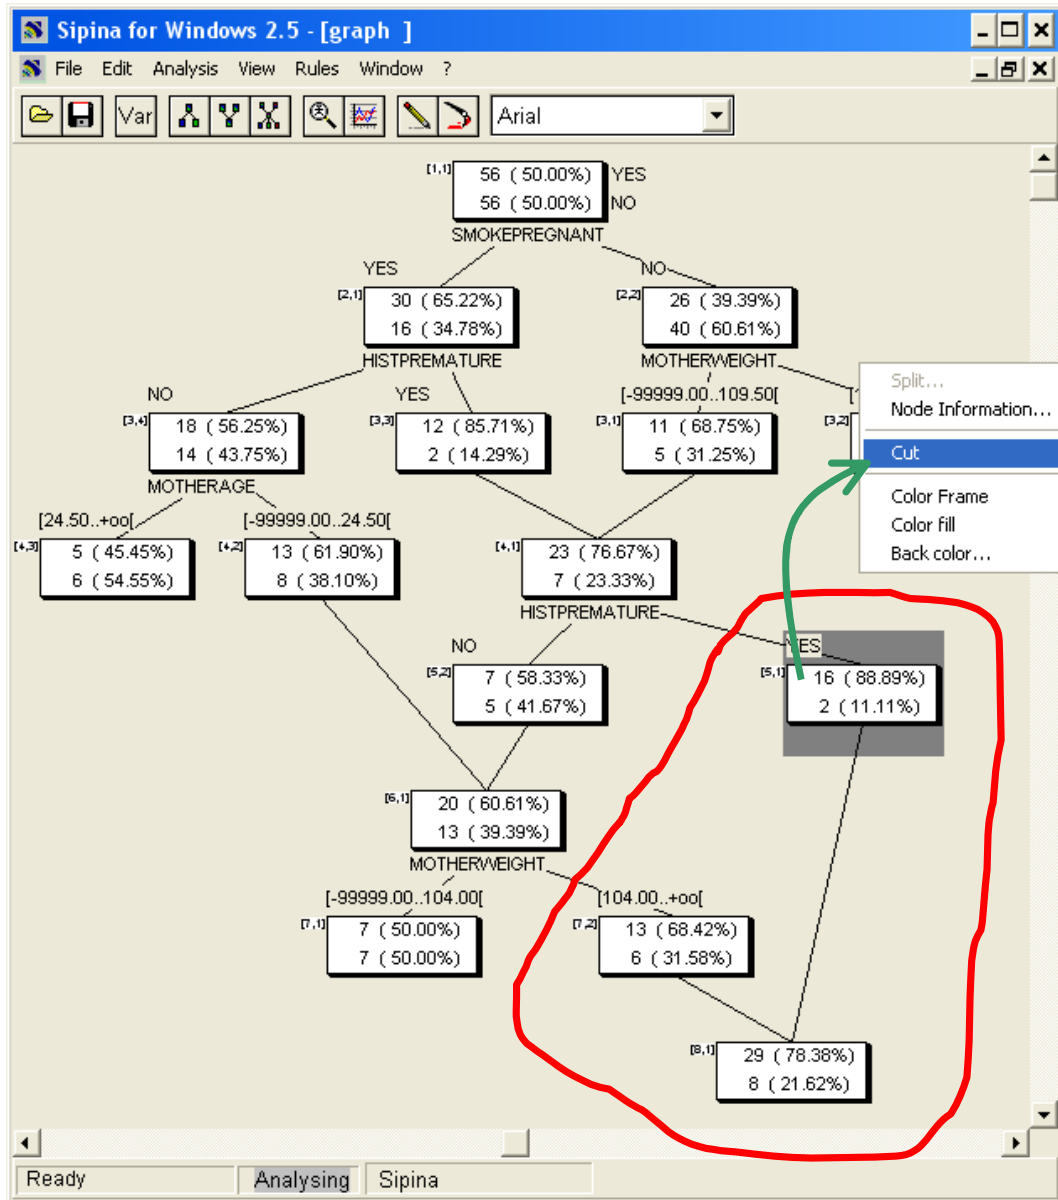 Sipina for Windows 2.5 - [graph ]
File Edit Analysis View Rules Window ?
Var Arial
[1,1] 56 ( 50.00%) YES
56 ( 50.00%) NO
SMOKEPREGNANT
YES NO
[2,1] 30 ( 65.22%) [2,2] 26 ( 39.39%)
16 ( 34.78%) 40 ( 60.61%)
HISTPREMATURE MOTHERWEIGHT
NO YES [-99999.00..109.50[
[3,4] 18 ( 56.25%) [3,3] 12 ( 85.71%) [3,1] 11 ( 68.75%) [3,2]
14 ( 43.75%) 2 ( 14.29%) 5 ( 31.25%)
Split...
Node Information...
Cut
Color Frame
Color fill
Back color...
MOTHERAGE
[24.50..+oo[ [-99999.00..24.50[
[4,3] 5 ( 45.45%) [4,2] 13 ( 61.90%) [4,1] 23 ( 76.67%)
6 ( 54.55%) 8 ( 38.10%) 7 ( 23.33%)
HISTPREMATURE
NO YES
[5,2] 7 ( 58.33%) [5,1] 16 ( 88.89%)
5 ( 41.67%) 2 ( 11.11%)
[6,1] 20 ( 60.61%)
13 ( 39.39%)
MOTHERWEIGHT
[-99999.00..104.00[ [104.00..+oo[
[7,1] 7 ( 50.00%) [7,2] 13 ( 68.42%)
7 ( 50.00%) 6 ( 31.58%)
[8,1] 29 ( 78.38%)
8 ( 21.62%)
Ready Analysing Sipina